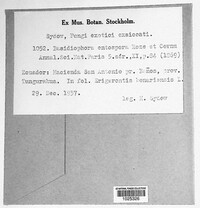 Ex Mus. Botan. Stockholm.
Sydow, Fungi exotici exsiccati.
1052. Basidiophora entospora Roze et Cornu
Annal.Sci.Nat.Paris 5.sér.,XI,p.84 (1869)
Ecuador: Hacienda San Antonio pr. Baños, prov.
Tungurahua. In fol. Erigerontis bonariensis L.
29. Dec. 1937.
leg. H. Sydow